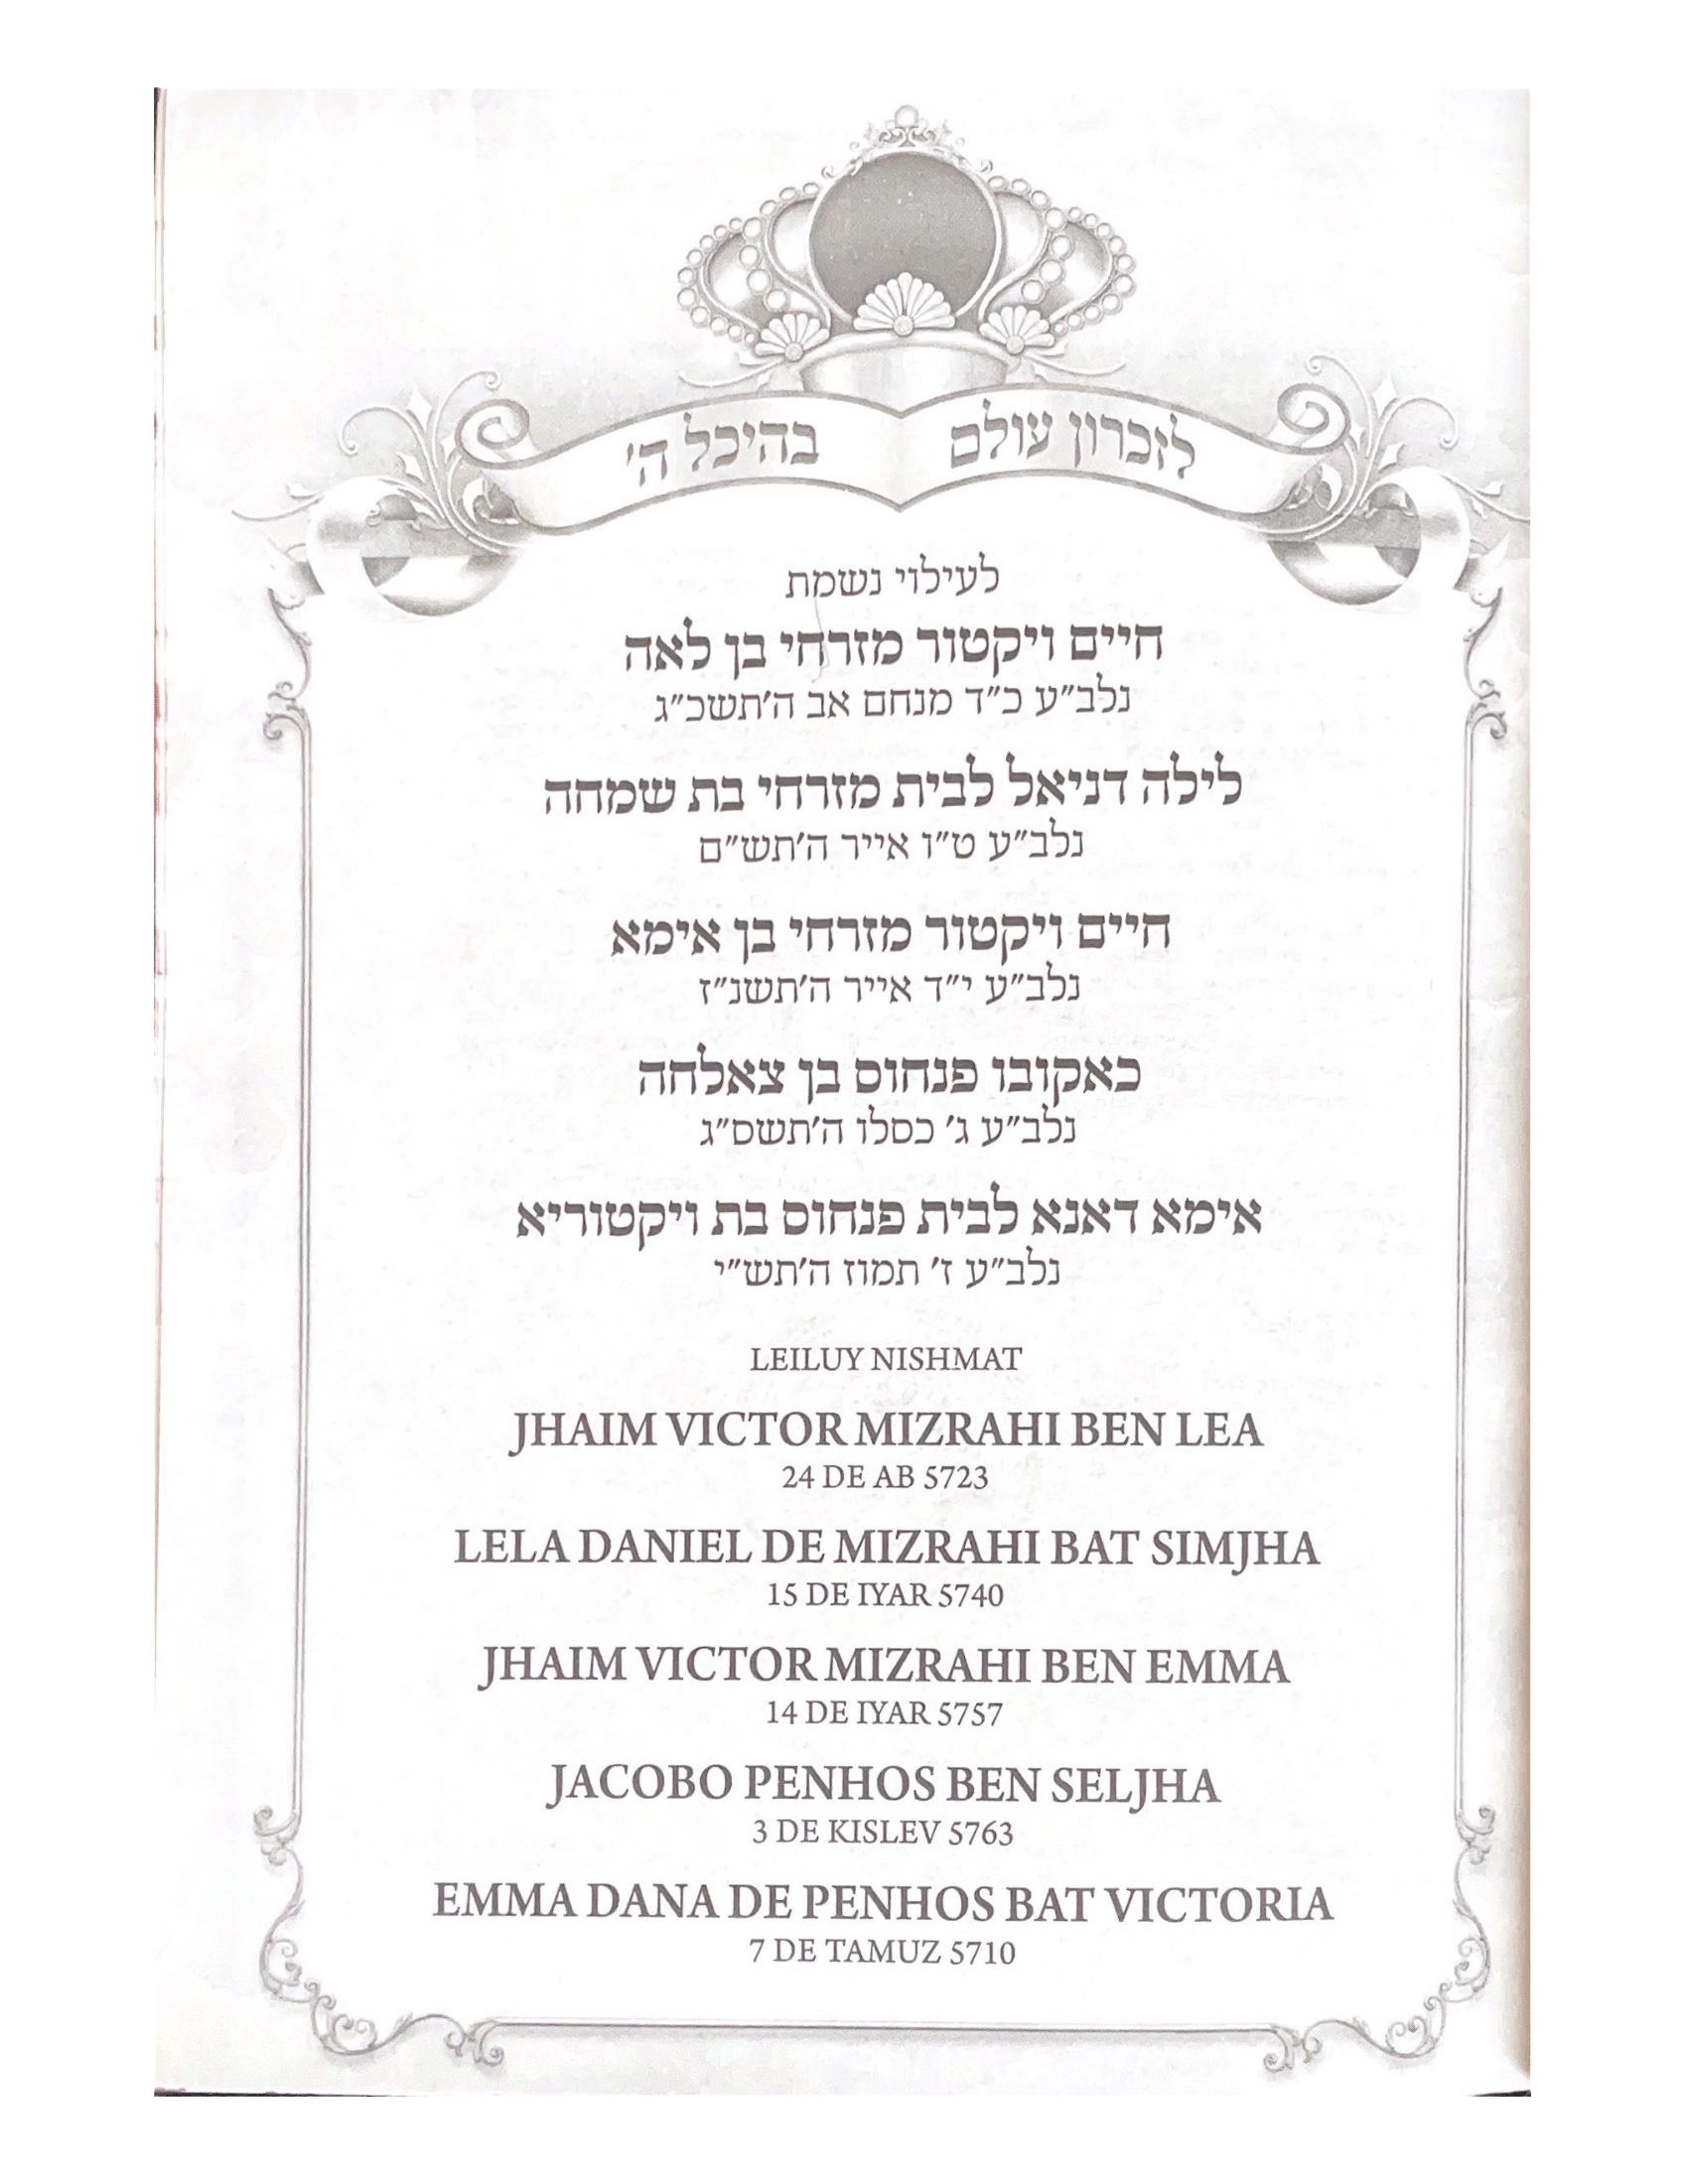 לזכרון עולם בהיכל ה׳
לעילוי נשמת
חיים ויקטור מזרחי בן לאה
נלב״ע כ״ד מנחם אב ה׳תשכ״ג
לילה דניאל לבית מזרחי בת שמחה
נלב״ע ט״ו אייר ה׳תש״ם
חיים ויקטור מזרחי בן אימא
נלב״ע י״ד אייר ה׳תשנ״ז
כאקובו פנחוס בן צאלחה
נלב״ע ג׳ כסלו ה׳תשס״ג
אימא דאנא לבית פנחוס בת ויקטוריא
נלב״ע ז׳ תמוז ה׳תש״י
LEILUY NISHMAT
JHAIM VICTOR MIZRAHI BEN LEA
24 DE AB 5723
LELA DANIEL DE MIZRAHI BAT SIMJHA
15 DE IYAR 5740
JHAIM VICTOR MIZRAHI BEN EMMA
14 DE IYAR 5757
JACOBO PENHOS BEN SELJHA
3 DE KISLEV 5763
EMMA DANA DE PENHOS BAT VICTORIA
7 DE TAMUZ 5710